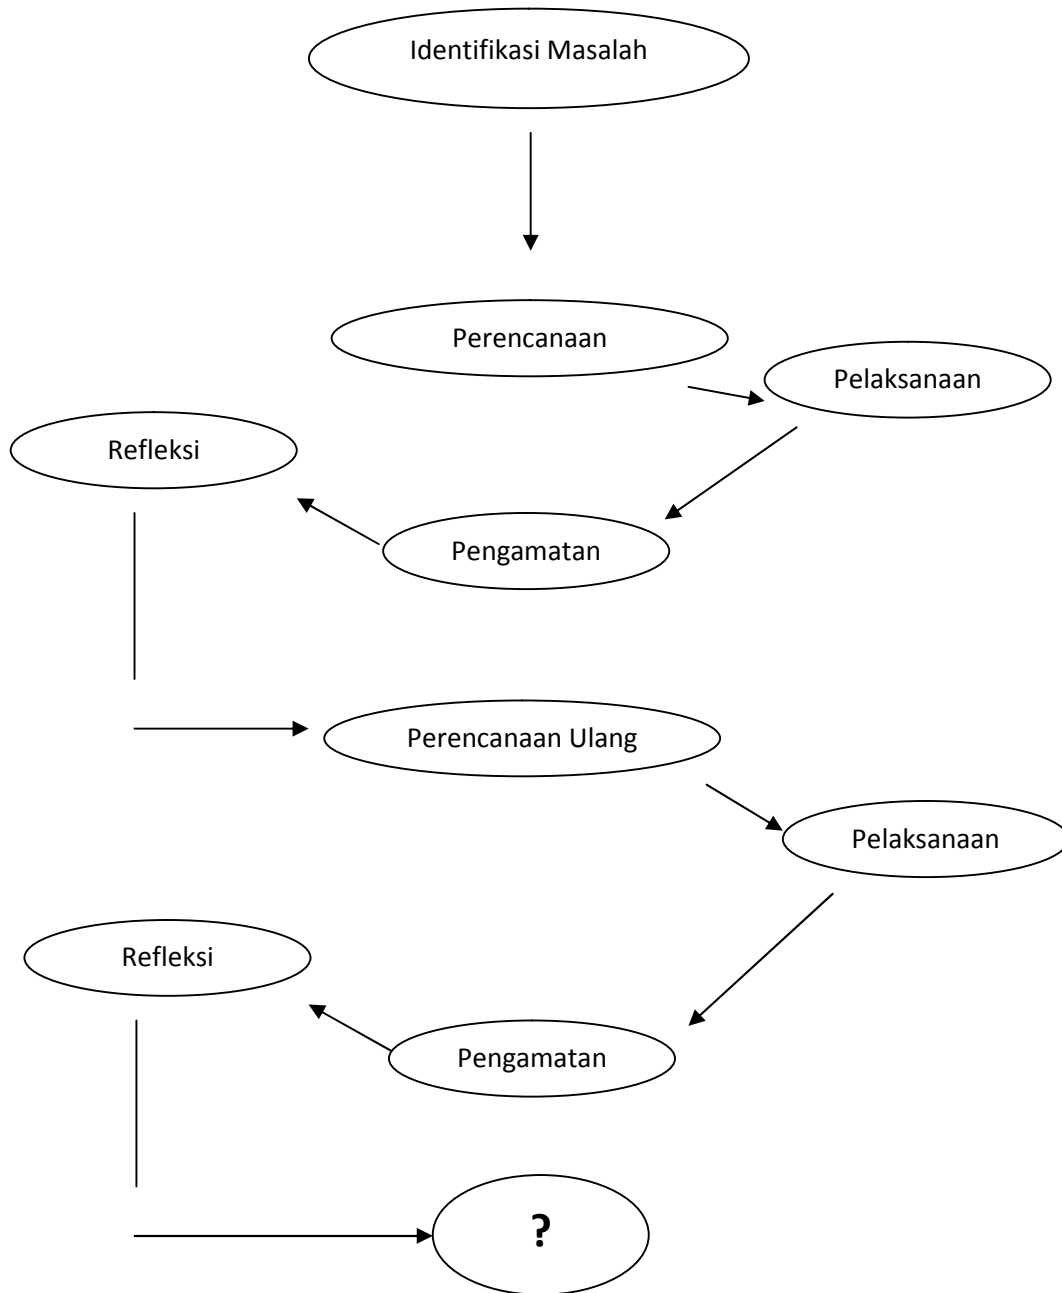 Identifikasi Masalah
Perencanaan
Pelaksanaan
Refleksi
Pengamatan
Perencanaan Ulang
Pelaksanaan
Refleksi
Pengamatan
?